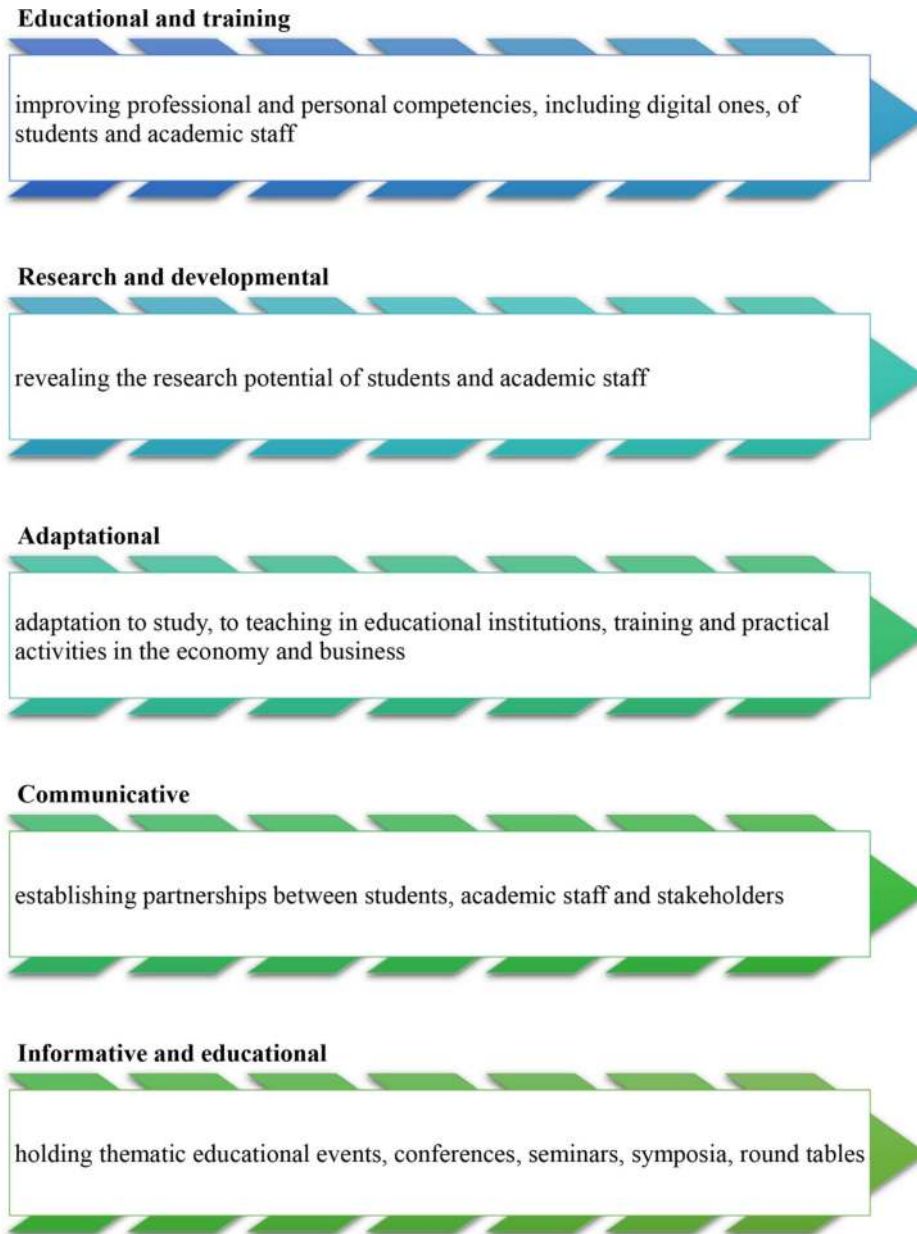 Educational and training
improving professional and personal competencies, including digital ones, of
students and academic staff
Research and developmental
revealing the research potential of students and academic staff
Adaptational
adaptation to study, to teaching in educational institutions, training and practical
activities in the economy and business
Communicative
establishing partnerships between students, academic staff and stakeholders
Informative and educational
holding thematic educational events, conferences, seminars, symposia, round tables